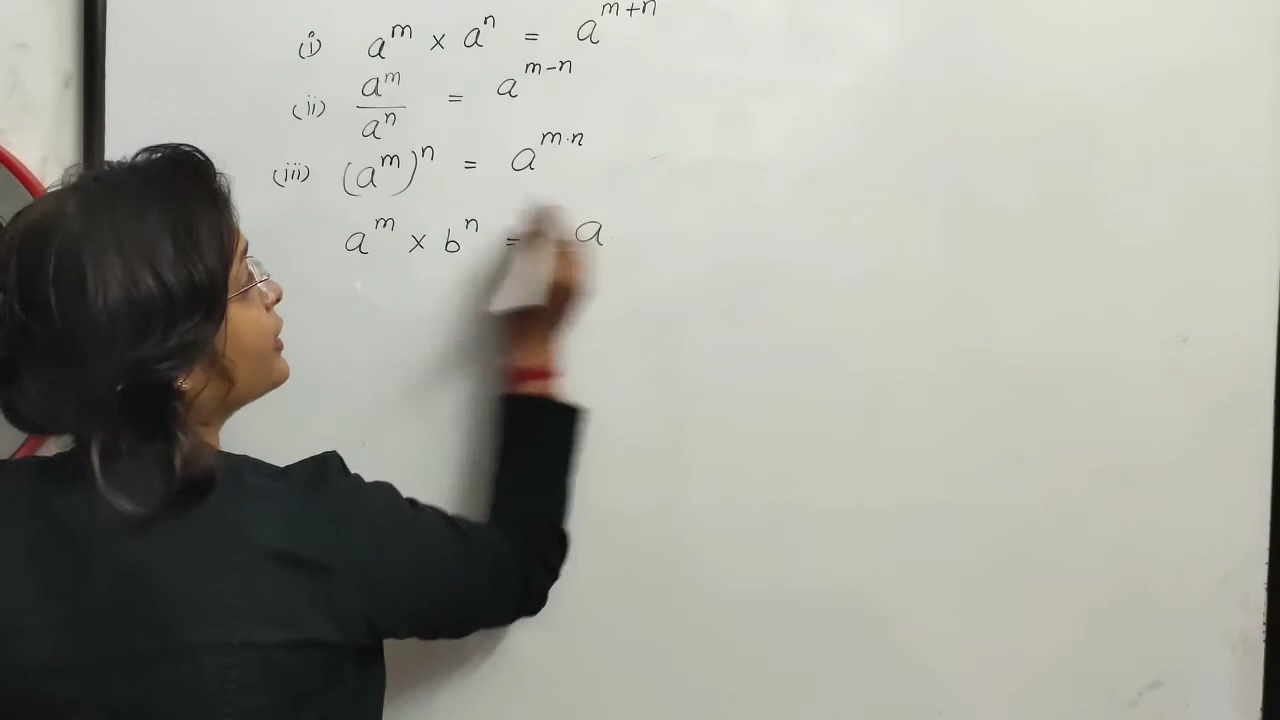 (i) a^m × a^n = a^{m+n}
(ii) a^m / a^n = a^{m-n}
(iii) (a^m)^n = a^{m·n}
a^m × b^n = a